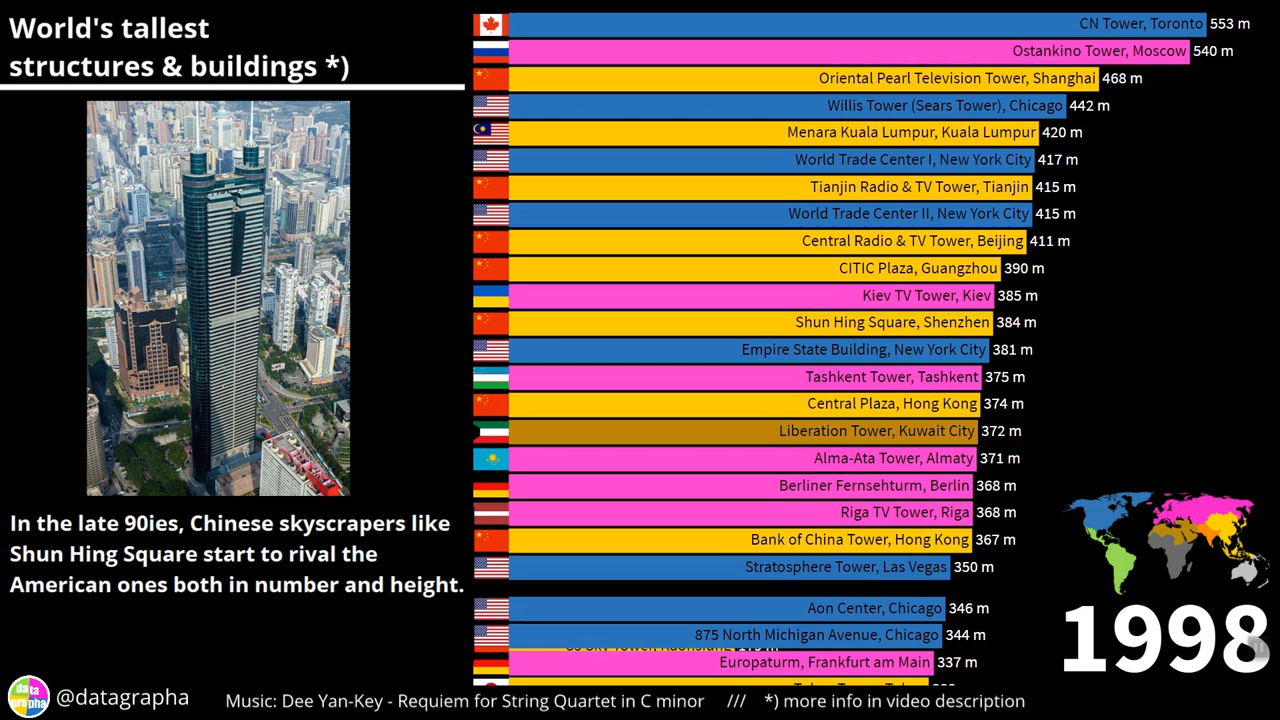 World's tallest
structures & buildings *)
In the late 90ies, Chinese skyscrapers like
Shun Hing Square start to rival the
American ones both in number and height.
CN Tower, Toronto 553 m
Ostankino Tower, Moscow 540 m
Oriental Pearl Television Tower, Shanghai 468 m
Willis Tower (Sears Tower), Chicago 442 m
Menara Kuala Lumpur, Kuala Lumpur 420 m
World Trade Center I, New York City 417 m
Tianjin Radio & TV Tower, Tianjin 415 m
World Trade Center II, New York City 415 m
Central Radio & TV Tower, Beijing 411 m
CITIC Plaza, Guangzhou 390 m
Kiev TV Tower, Kiev 385 m
Shun Hing Square, Shenzhen 384 m
Empire State Building, New York City 381 m
Tashkent Tower, Tashkent 375 m
Central Plaza, Hong Kong 374 m
Liberation Tower, Kuwait City 372 m
Alma-Ata Tower, Almaty 371 m
Berliner Fernsehturm, Berlin 368 m
Riga TV Tower, Riga 368 m
Bank of China Tower, Hong Kong 367 m
Stratosphere Tower, Las Vegas 350 m
Aon Center, Chicago 346 m
875 North Michigan Avenue, Chicago 344 m
Europaturm, Frankfurt am Main 337 m
1998
data
grapha
@datagrapha
Music: Dee Yan-Key - Requiem for String Quartet in C minor /// *) more info in video description